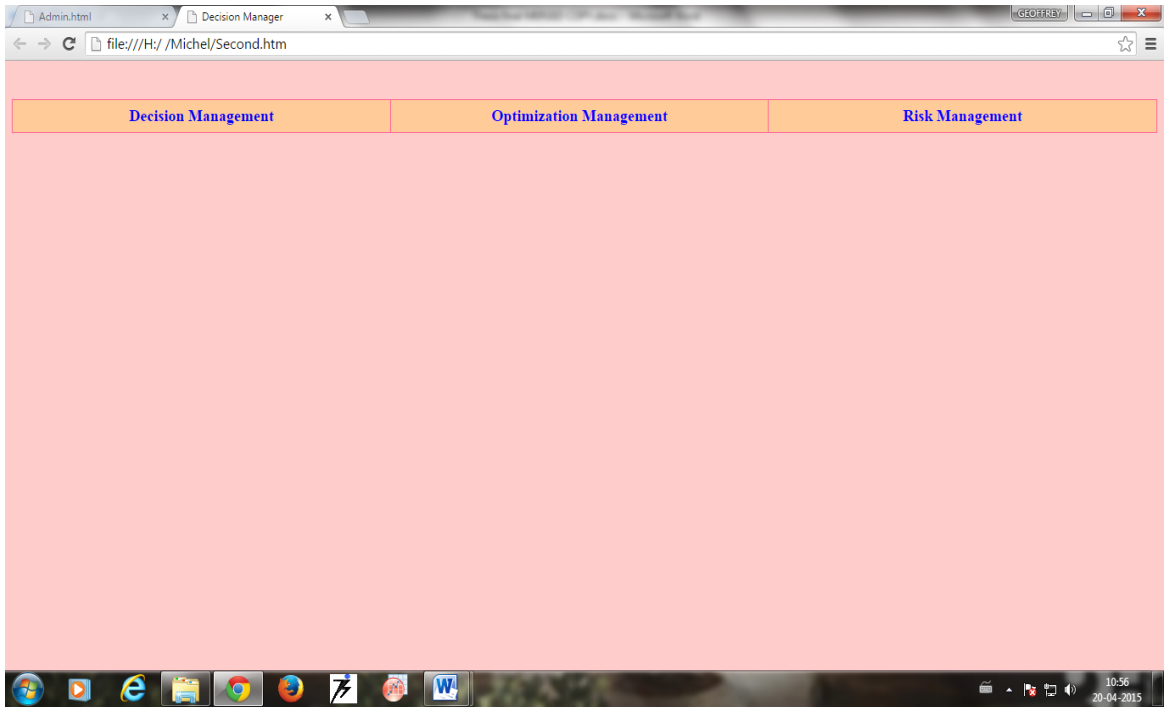 Admin.html
Decision Manager
GEOFFREY
file:///H:/ /Michel/Second.htm
Decision Management
Optimization Management
Risk Management
10:56
20-04-2015